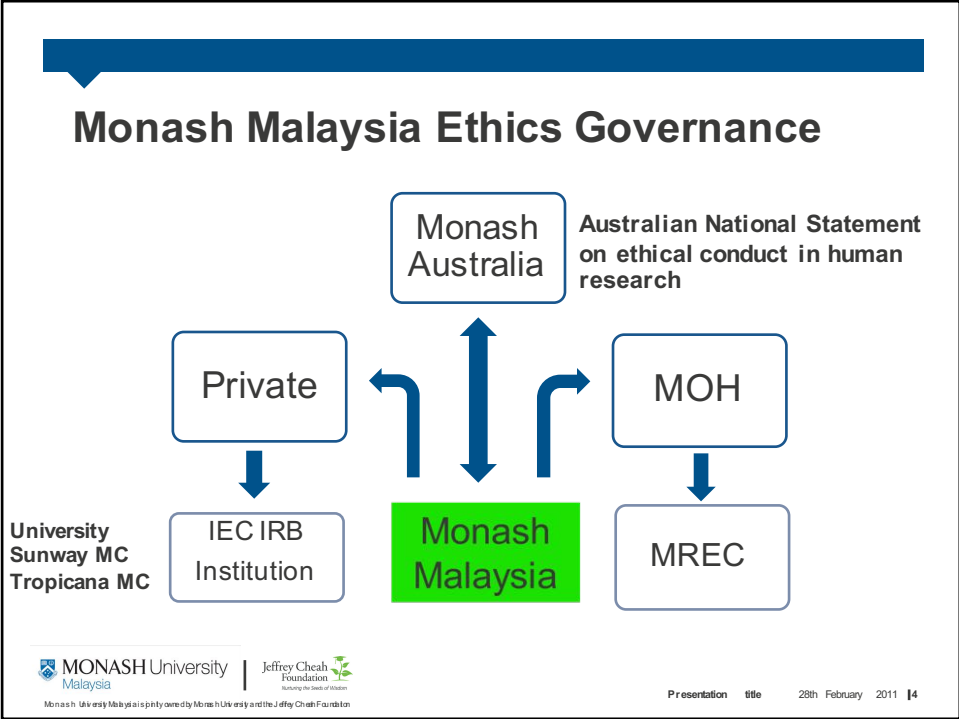 Monash Malaysia Ethics Governance
Monash
Australia
Australian National Statement
on ethical conduct in human
research
Private
MOH
University
Sunway MC
Tropicana MC
IEC IRB
Institution
Monash
Malaysia
MREC
MONASH University
Malaysia
Jeffrey Cheah
Foundation
Nurturing the Seeds of Wisdom
Monash University Malaysia is jointly owned by Monash University and the Jeffrey Cheah Foundation
Presentation title 28th February 2011 4